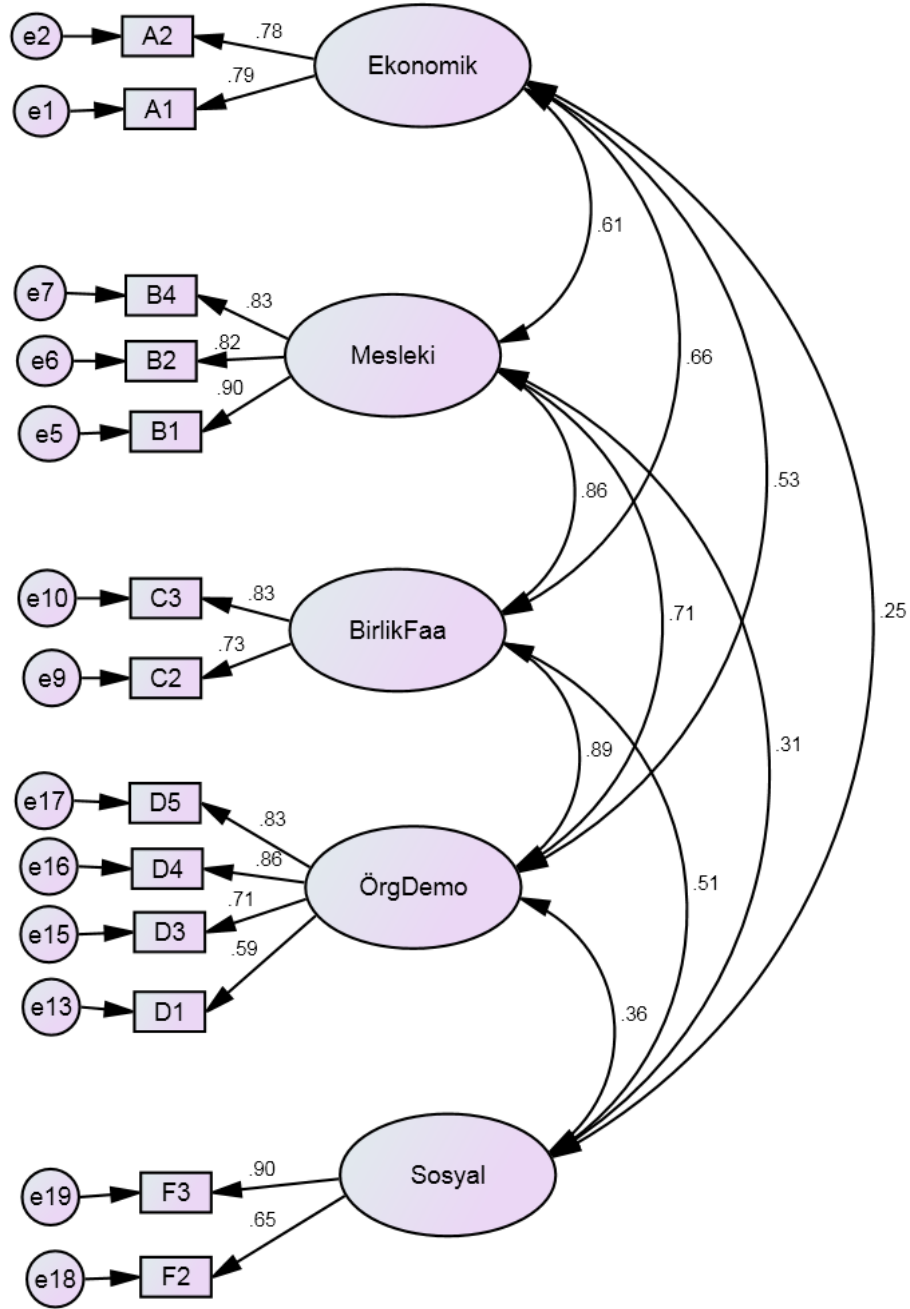 e2 A2 .78 Ekonomik
e1 A1 .79
.61
e7 B4 .83
e6 B2 .82 Mesleki .66
e5 B1 .90
.86 .53
e10 C3 .83
BirlikFaa .71 .25
e9 C2 .73
.89 .31
e17 D5 .83
e16 D4 .86 ÖrgDemo .51
e15 D3 .71
e13 D1 .59
.36
e19 F3 .90 Sosyal
e18 F2 .65